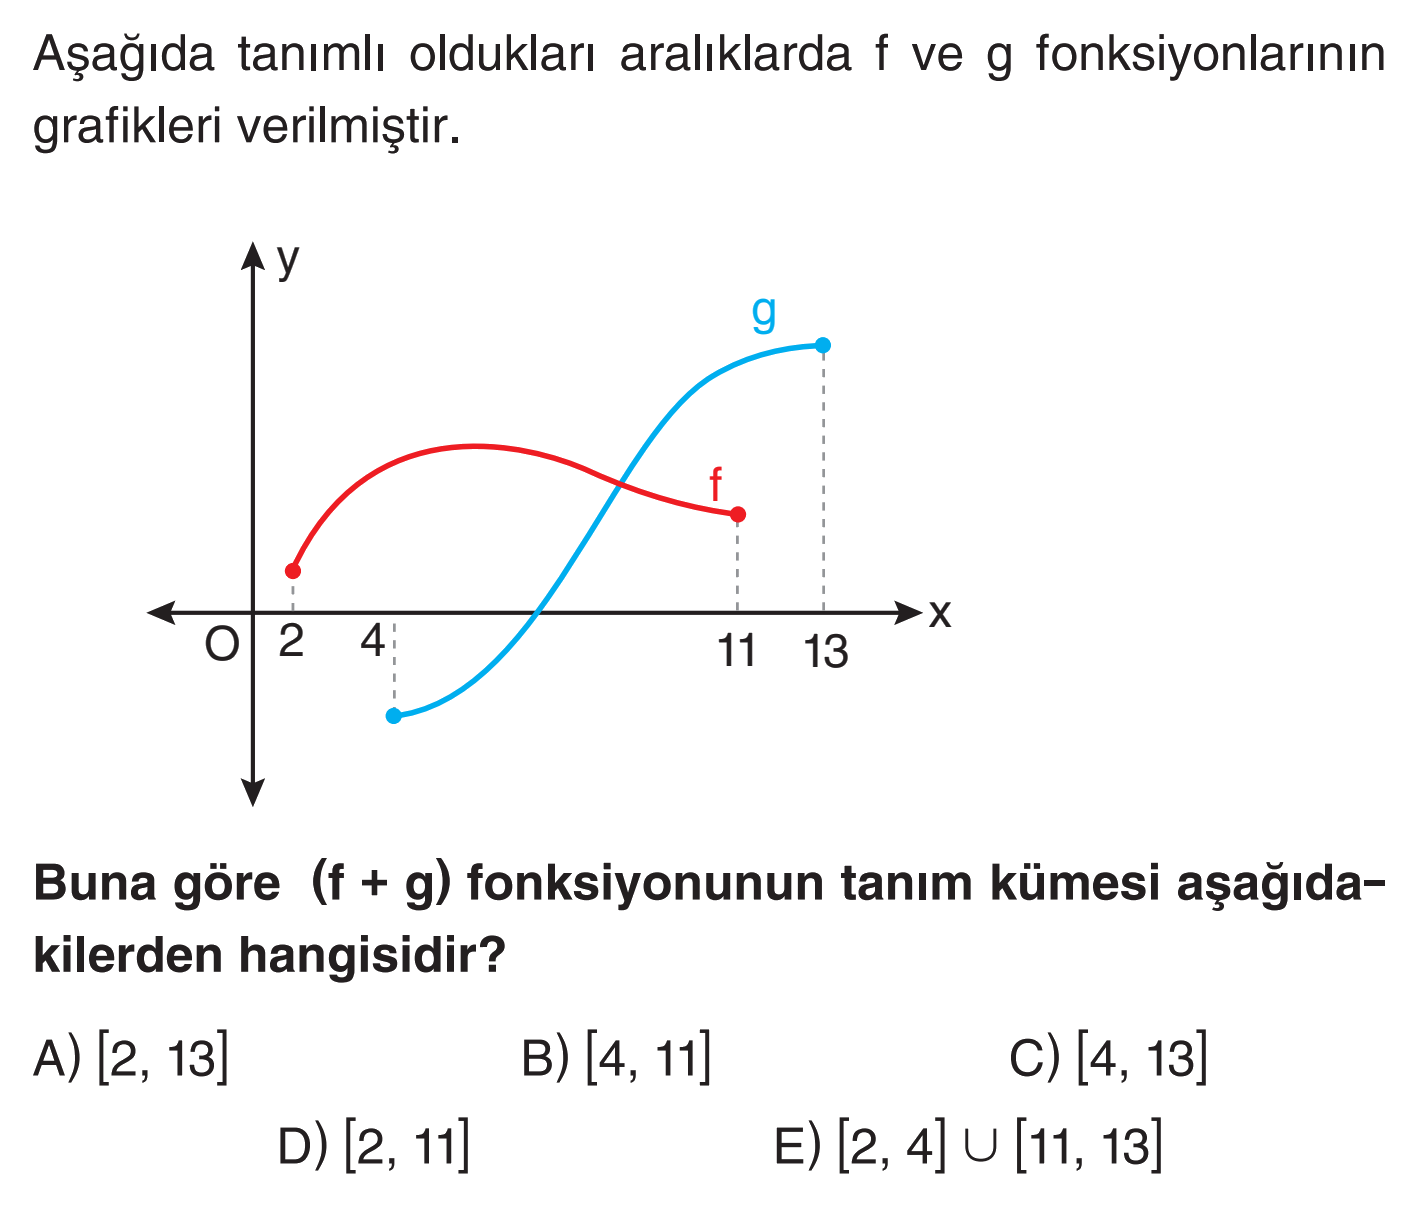 Aşağıda tanımlı oldukları aralıklarda f ve g fonksiyonlarının
grafikleri verilmiştir.
y
g
f
x
O 2 4 11 13
Buna göre (f + g) fonksiyonunun tanım kümesi aşağıda-
kilerden hangisidir?
A) [2, 13] B) [4, 11] C) [4, 13]
D) [2, 11] E) [2, 4] ∪ [11, 13]